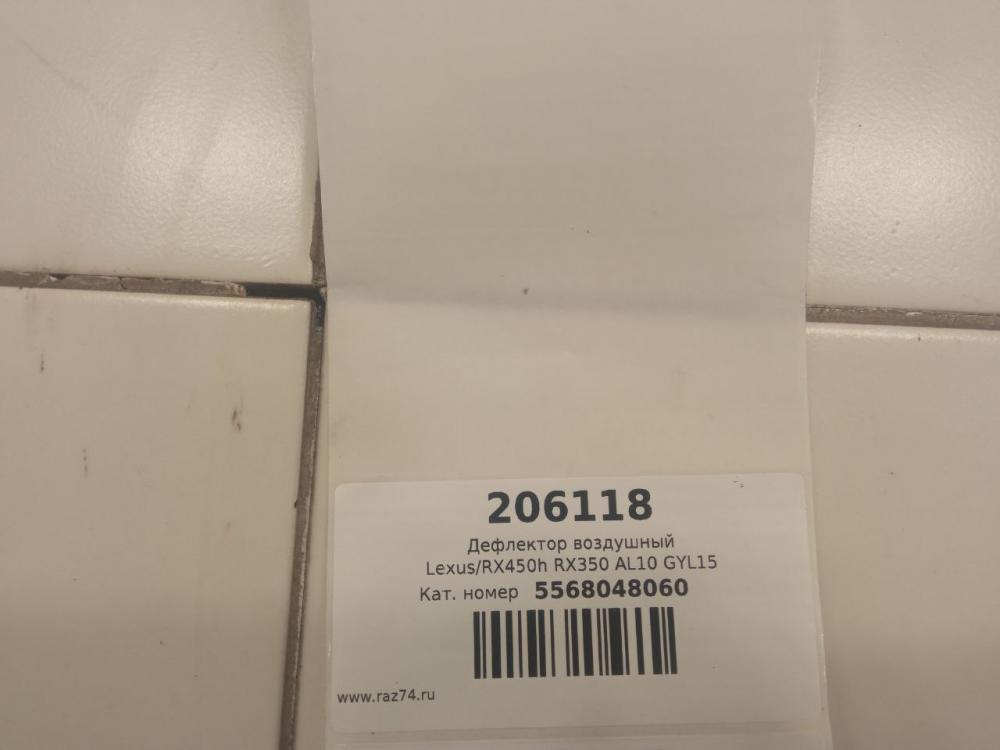 206118
Дефлектор воздушный
Lexus/RX450h RX350 AL10 GYL15
Кат. номер 5568048060
www.raz74.ru